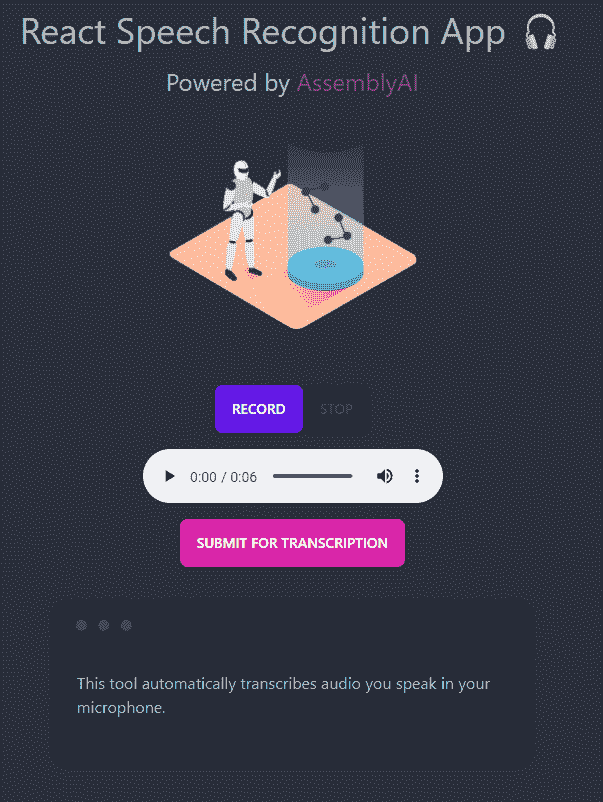 React Speech Recognition App
Powered by AssemblyAI
RECORD STOP
0:00 / 0:06
SUBMIT FOR TRANSCRIPTION
This tool automatically transcribes audio you speak in your
microphone.